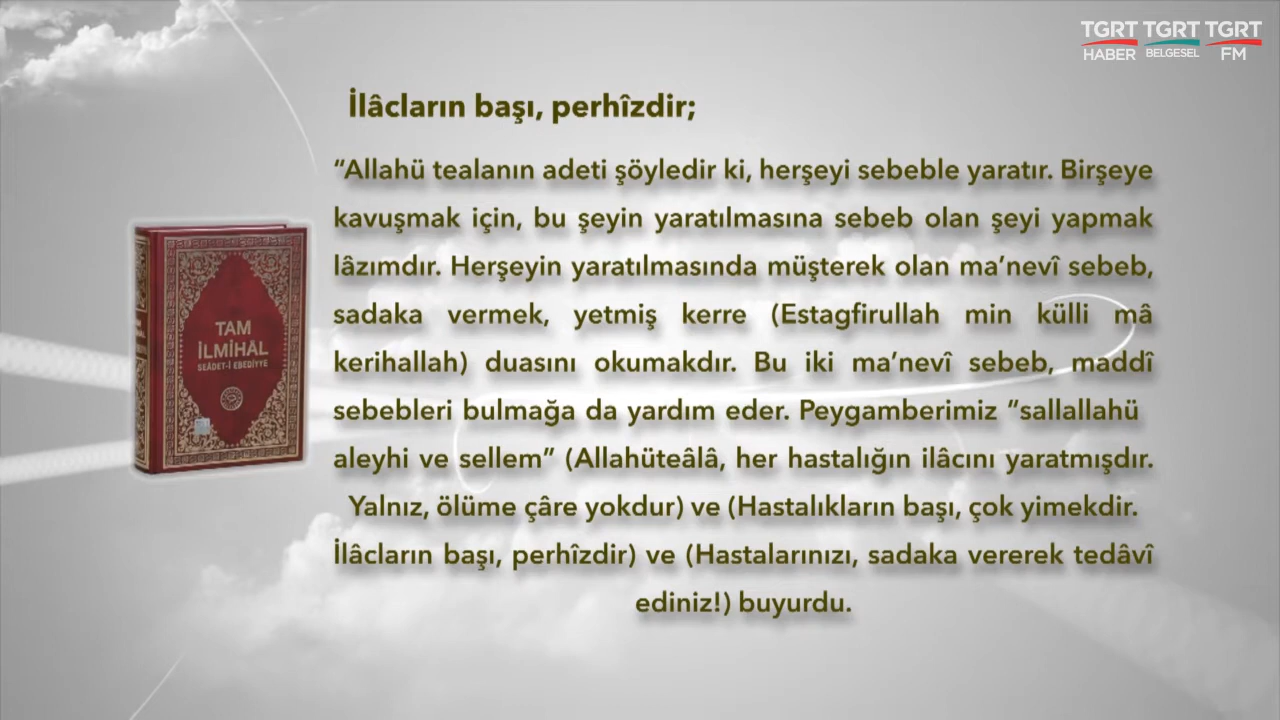 TGRT TGRT TGRT
HABER BELGESEL FM
İlâcların başı, perhîzdir;
“Allahü tealanın adeti şöyledir ki, herşeyi sebeble yaratır. Birşeye
kavuşmak için, bu şeyin yaratılmasına sebeb olan şeyi yapmak
lâzımdır. Herşeyin yaratılmasında müşterek olan ma’nevî sebeb,
sadaka vermek, yetmiş kerre (Estagfirullah min külli mâ
kerihallah) duasını okumakdır. Bu iki ma’nevî sebeb, maddî
sebebleri bulmağa da yardım eder. Peygamberimiz “sallallahü
aleyhi ve sellem” (Allahüteâlâ, her hastalığın ilâcını yaratmışdır.
Yalnız, ölüme çâre yokdur) ve (Hastalıkların başı, çok yimekdir.
İlâcların başı, perhîzdir) ve (Hastalarınızı, sadaka vererek tedâvî
ediniz!) buyurdu.
TAM
İLMİHÂL
SEÂDET-İ EBEDİYYE